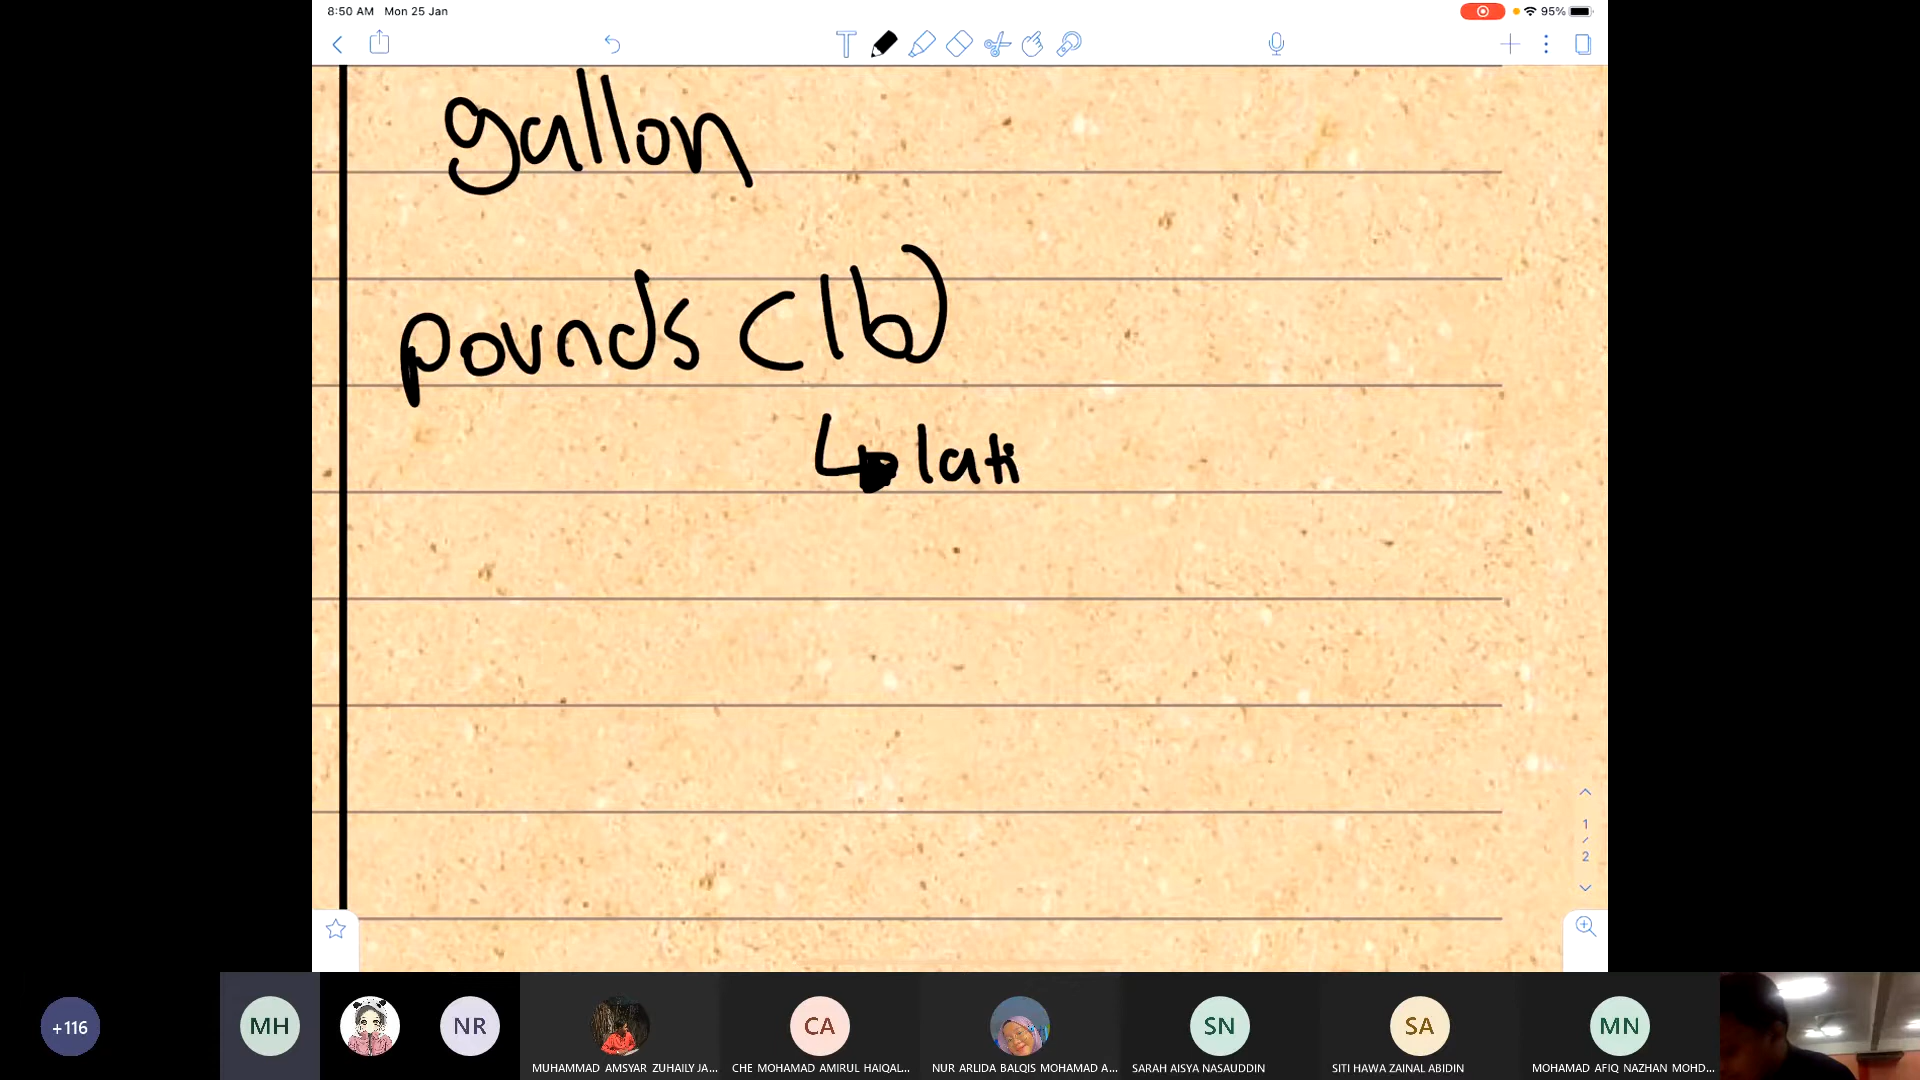 8:50 AM Mon 25 Jan
95%
T
gallon
pounds (lb)
lati
1
/
2
+116
MH
NR
CA
SN
SA
MN
MUHAMMAD AMSYAR ZUHAILY JA...
CHE MOHAMAD AMIRUL HAIQAL...
NUR ARLIDA BALQIS MOHAMAD A...
SARAH AISYA NASAUDDIN
SITI HAWA ZAINAL ABIDIN
MOHAMAD AFIQ NAZHAN MOHD...